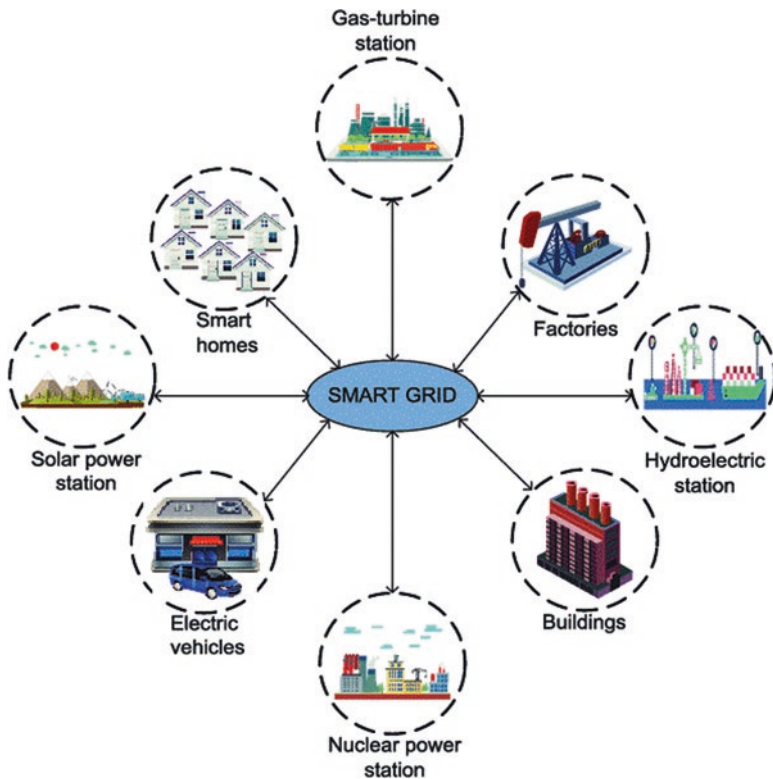 Gas-turbine
station
Smart
homes
Factories
SMART GRID
Solar power
station
Hydroelectric
station
Electric
vehicles
Buildings
Nuclear power
station